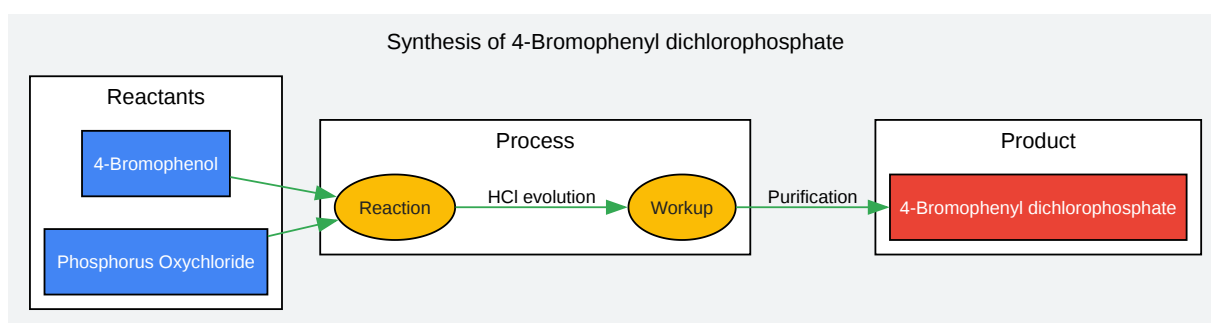 Synthesis of 4-Bromophenyl dichlorophosphate
Reactants
4-Bromophenol
Phosphorus Oxychloride
Process
Reaction
HCl evolution
Workup
Purification
Product
4-Bromophenyl dichlorophosphate